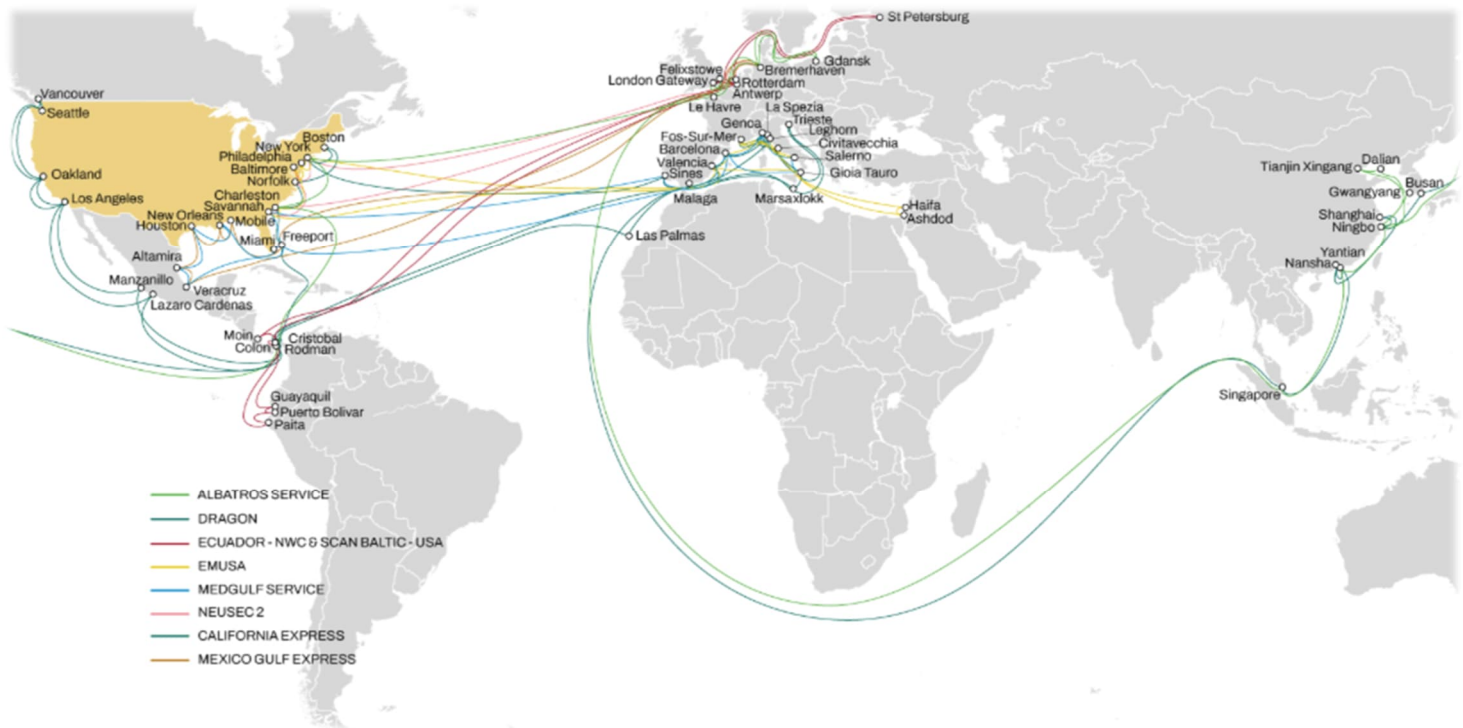 St Petersburg
Gdansk
Felixstowe
Bremerhaven
London Gateway
Rotterdam
Antwerp
Le Havre
La Spezia
Trieste
Genoa
Leghorn
Fos-Sur-Mer
Civitavecchia
Barcelona
Salerno
Valencia
Sines
Gioia Tauro
Malaga
Marsaxlokk
Haifa
Ashdod
Las Palmas
Vancouver
Seattle
Boston
New York
Philadelphia
Baltimore
Norfolk
Oakland
Los Angeles
Charleston
Savannah
New Orleans
Mobile
Houston
Miami
Freeport
Altamira
Manzanillo
Veracruz
Lazaro Cardenas
Moin
Cristobal
Colon
Rodman
Guayaquil
Puerto Bolivar
Paita
Tianjin Xingang
Dalian
Gwangyang
Busan
Shanghai
Ningbo
Yantian
Nansha
Singapore
ALBATROS SERVICE
DRAGON
ECUADOR - NWC & SCAN BALTIC - USA
EMUSA
MEDGULF SERVICE
NEUSEC 2
CALIFORNIA EXPRESS
MEXICO GULF EXPRESS